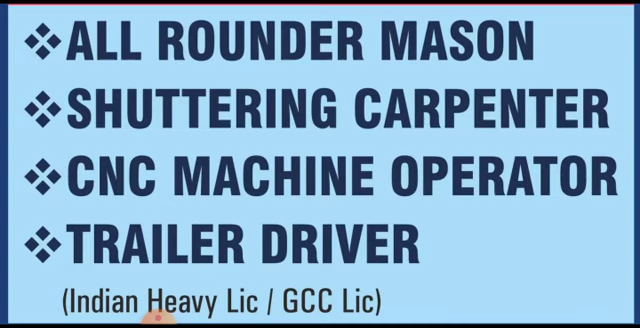 ❖ALL ROUNDER MASON
❖SHUTTERING CARPENTER
❖CNC MACHINE OPERATOR
❖TRAILER DRIVER
(Indian Heavy Lic / GCC Lic)